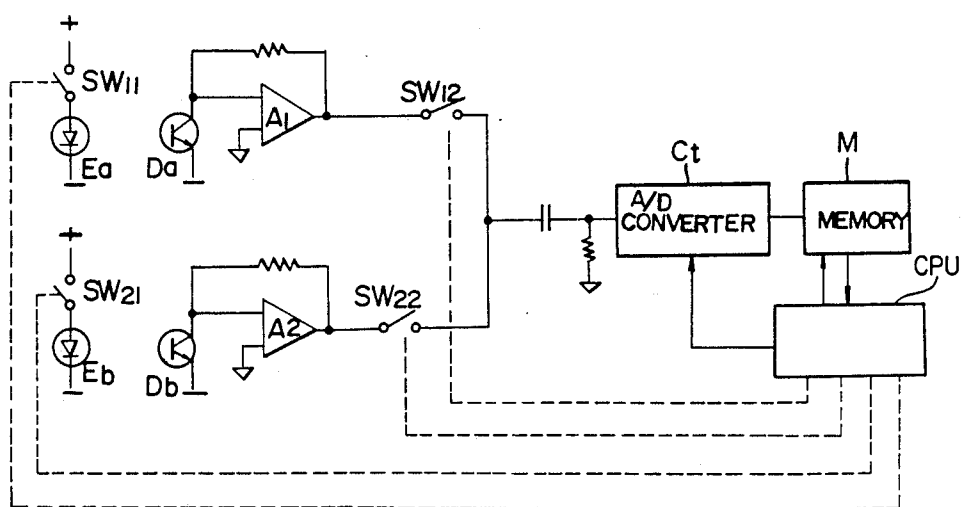 +
SW11
Ea
Da
A1
SW12
Ct
A/D
CONVERTER
M
MEMORY
CPU
+
SW21
Eb
Db
A2
SW22